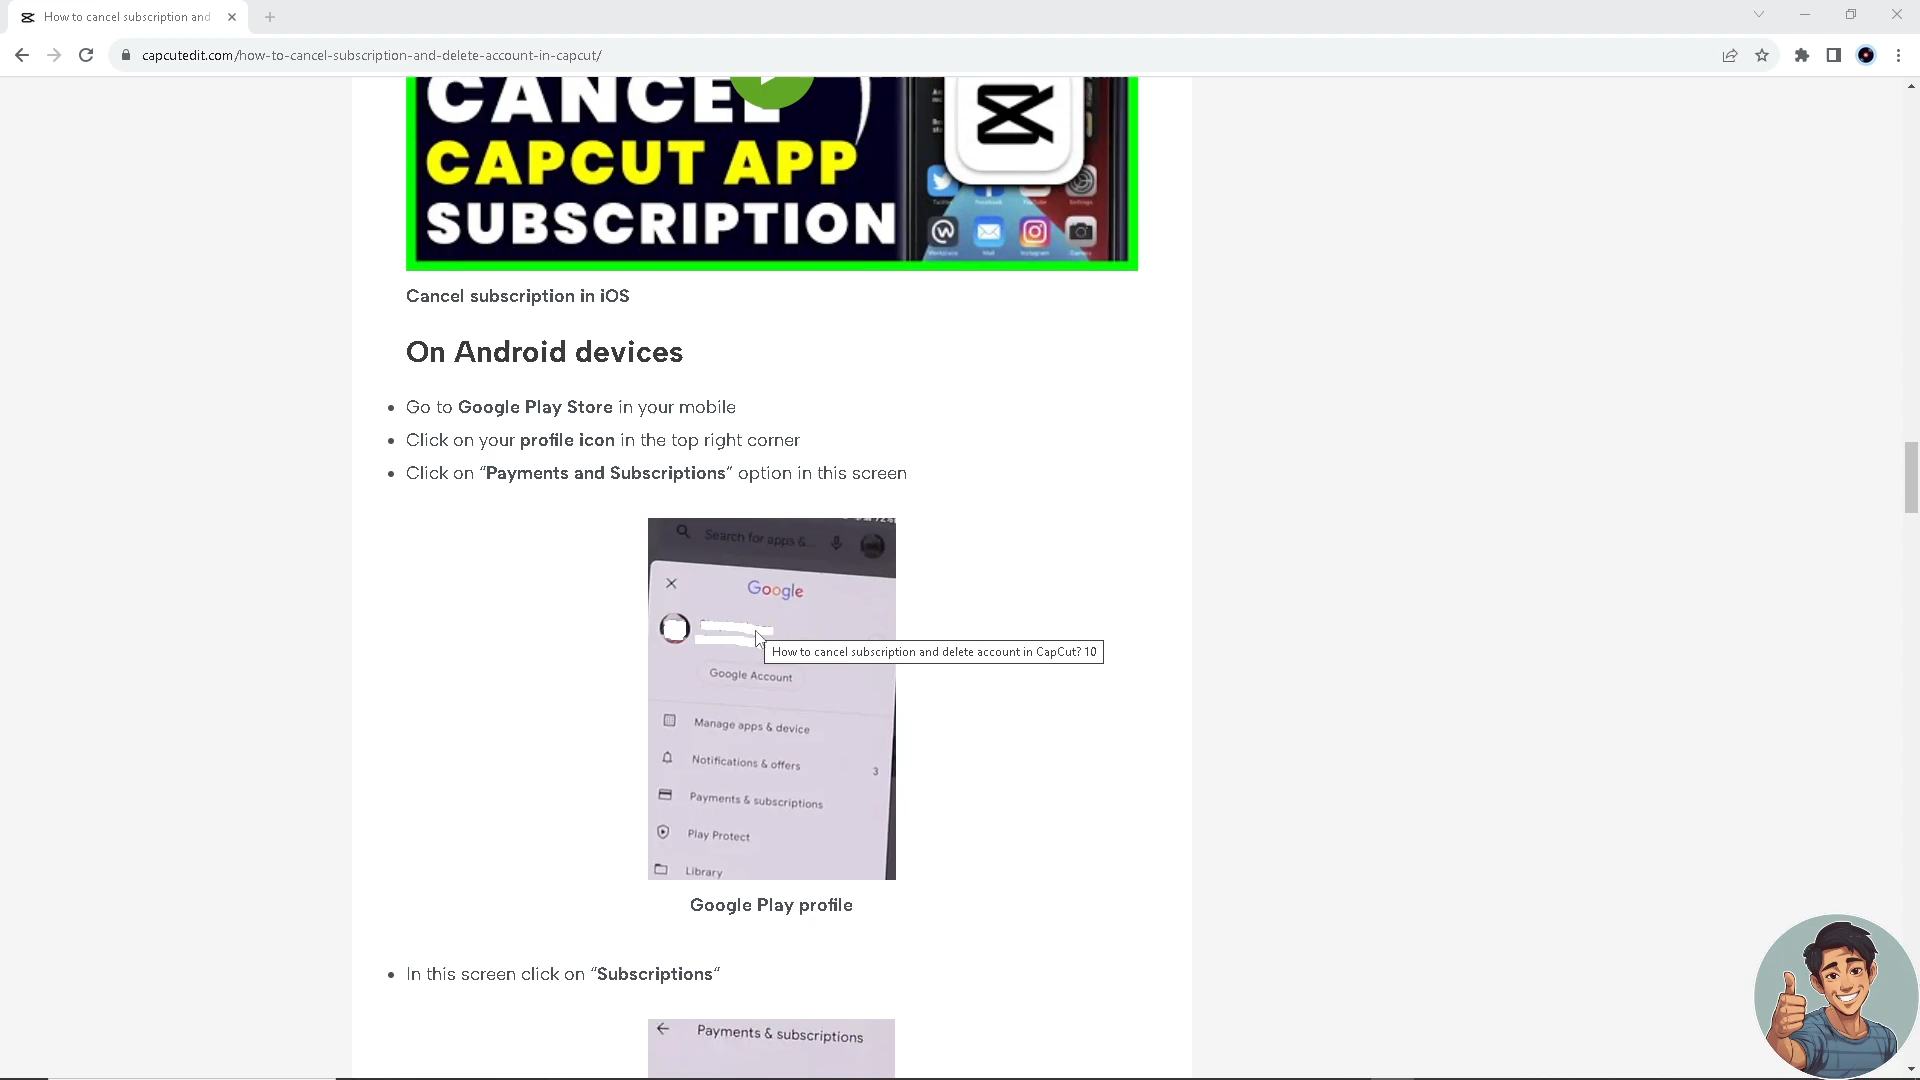 How to cancel subscription and
capcutedit.com/how-to-cancel-subscription-and-delete-account-in-capcut/
CANCEL
CAPCUT APP
SUBSCRIPTION
Cancel subscription in iOS
On Android devices
Go to Google Play Store in your mobile
Click on your profile icon in the top right corner
Click on “Payments and Subscriptions” option in this screen
Search for apps &...
Google
How to cancel subscription and delete account in CapCut? 10
Google Account
Manage apps & device
Notifications & offers 3
Payments & subscriptions
Play Protect
Library
Google Play profile
In this screen click on “Subscriptions“
Payments & subscriptions